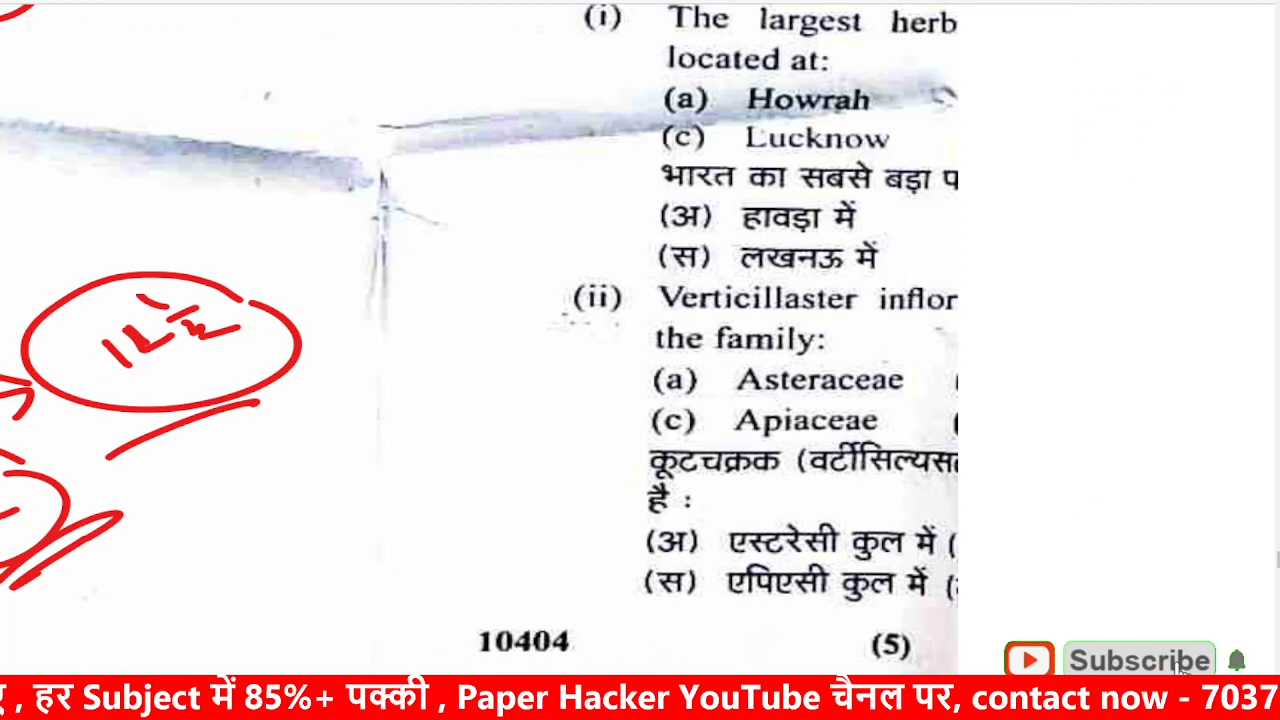 (i) The largest herb
located at:
(a) Howrah
(c) Lucknow
भारत का सबसे बड़ा
(अ) हावड़ा में
(स) लखनऊ में
(ii) Verticillaster inflor
the family:
(a) Asteraceae
(c) Apiaceae
कूटचक्रक (वर्टीसिल्यस
है :
(अ) एस्टरेसी कुल में (
(स) एपिएसी कुल में (
10404 (5)
Subscribe
, हर Subject में 85%+ पक्की , Paper Hacker YouTube चैनल पर, contact now - 7037